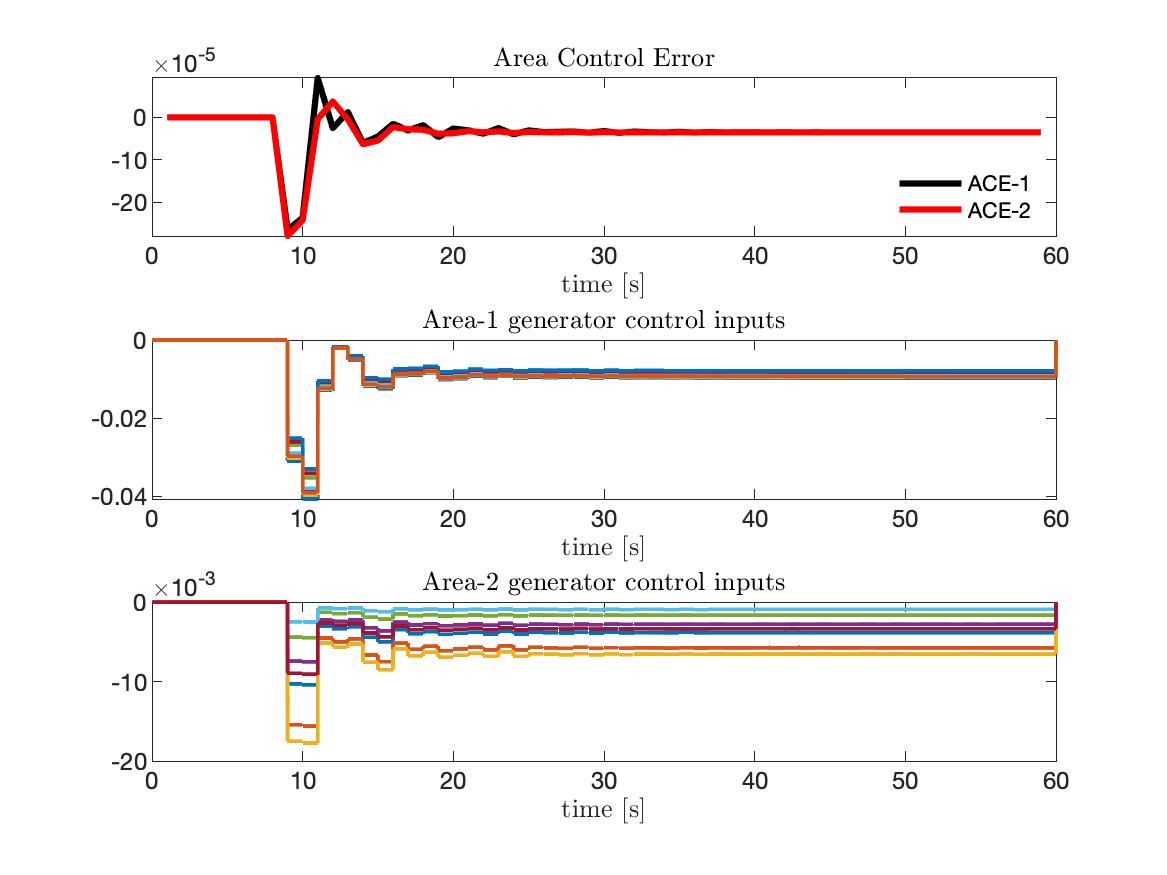 Area Control Error
×10-5
0
-10
-20
ACE-1
ACE-2
0 10 20 30 40 50 60
time [s]
Area-1 generator control inputs
0
-0.02
-0.04
0 10 20 30 40 50 60
time [s]
Area-2 generator control inputs
×10-3
0
-10
-20
0 10 20 30 40 50 60
time [s]